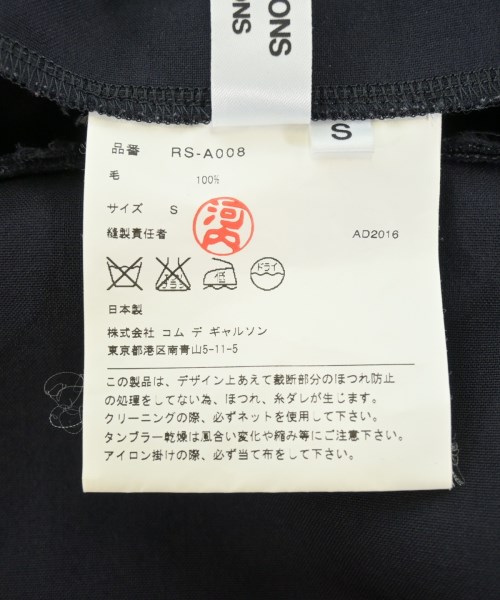 IONS
ONS
S
品番 RS-A008
毛 100%
サイズ S
河内
縫製責任者 AD2016
低 ドライ
日本製
株式会社 コム デ ギャルソン
東京都港区南青山5-11-5
この製品は、デザイン上あえて裁断部分のほつれ防止
の処理をしてない為、ほつれ、糸ダレが生じます。
クリーニングの際、必ずネットを使用して下さい。
タンブラー乾燥は風合い変化や縮み等にご注意下さい。
アイロン掛けの際、必ず当て布をして下さい。